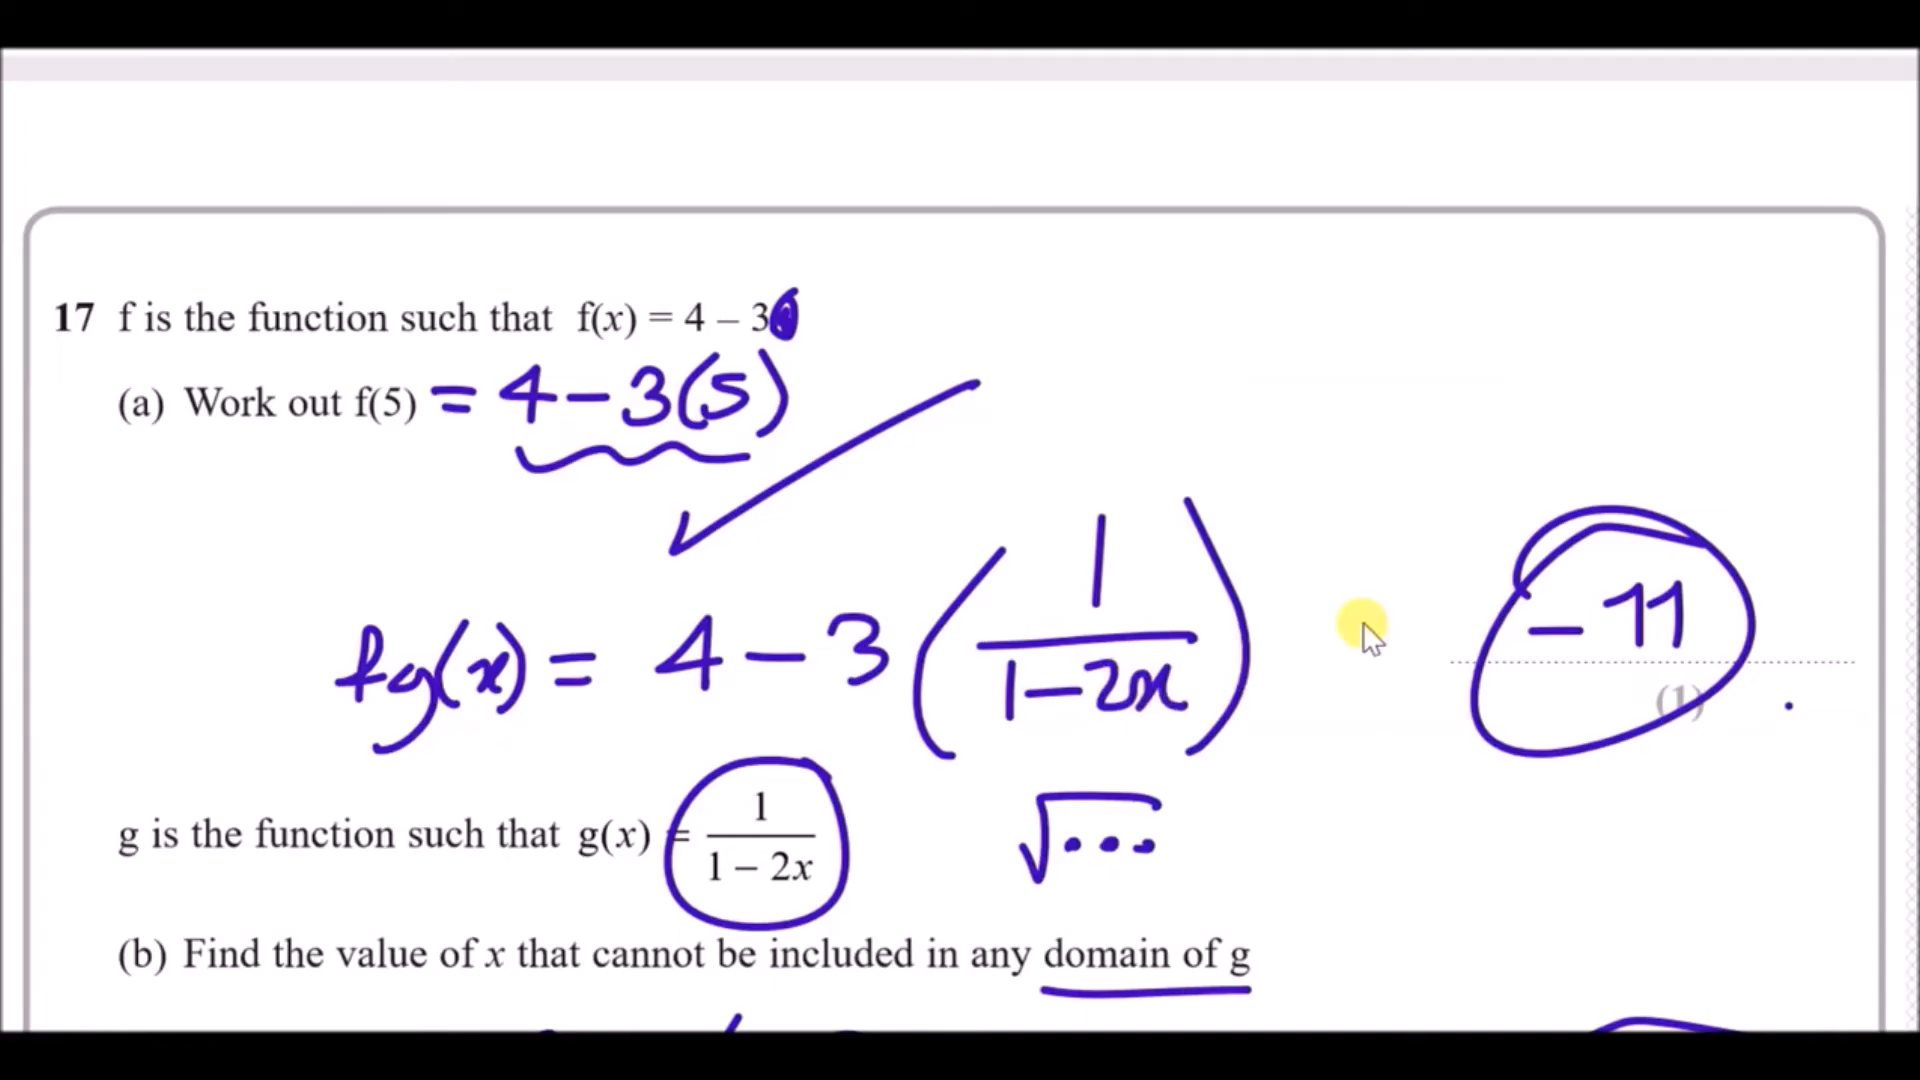 17 f is the function such that f(x) = 4 – 3
(a) Work out f(5) = 4 – 3(5)
fg(x) = 4 – 3 ( 1 / 1 – 2x )
– 11
(1)
g is the function such that g(x) = 1 / 1 – 2x
√...
(b) Find the value of x that cannot be included in any domain of g